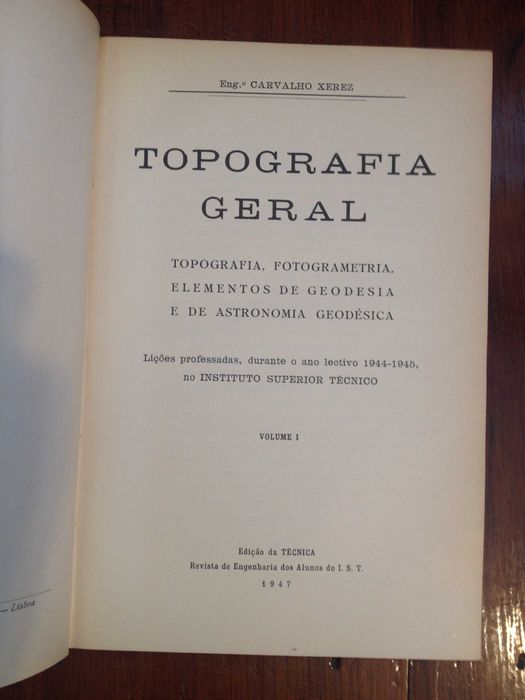 Eng.º CARVALHO XEREZ
TOPOGRAFIA
GERAL
TOPOGRAFIA, FOTOGRAMETRIA,
ELEMENTOS DE GEODESIA
E DE ASTRONOMIA GEODÉSICA
Lições professadas, durante o ano lectivo 1944-1945,
no INSTITUTO SUPERIOR TÉCNICO
VOLUME I
Edição da TÉCNICA
Revista de Engenharia dos Alunos do I. S. T.
1947
— Lisboa